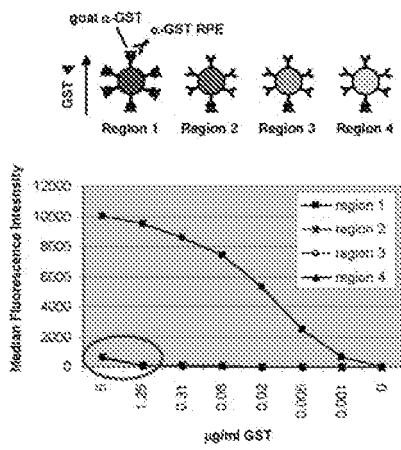 goat α-GST
α-GST RPE
GST
Region 1 Region 2 Region 3 Region 4
12000
10000
8000
6000
4000
2000
0
Median Fluorescence Intensity
region 1
region 2
region 3
region 4
5 1.25 0.31 0.08 0.02 0.005 0.001 0
µg/ml GST